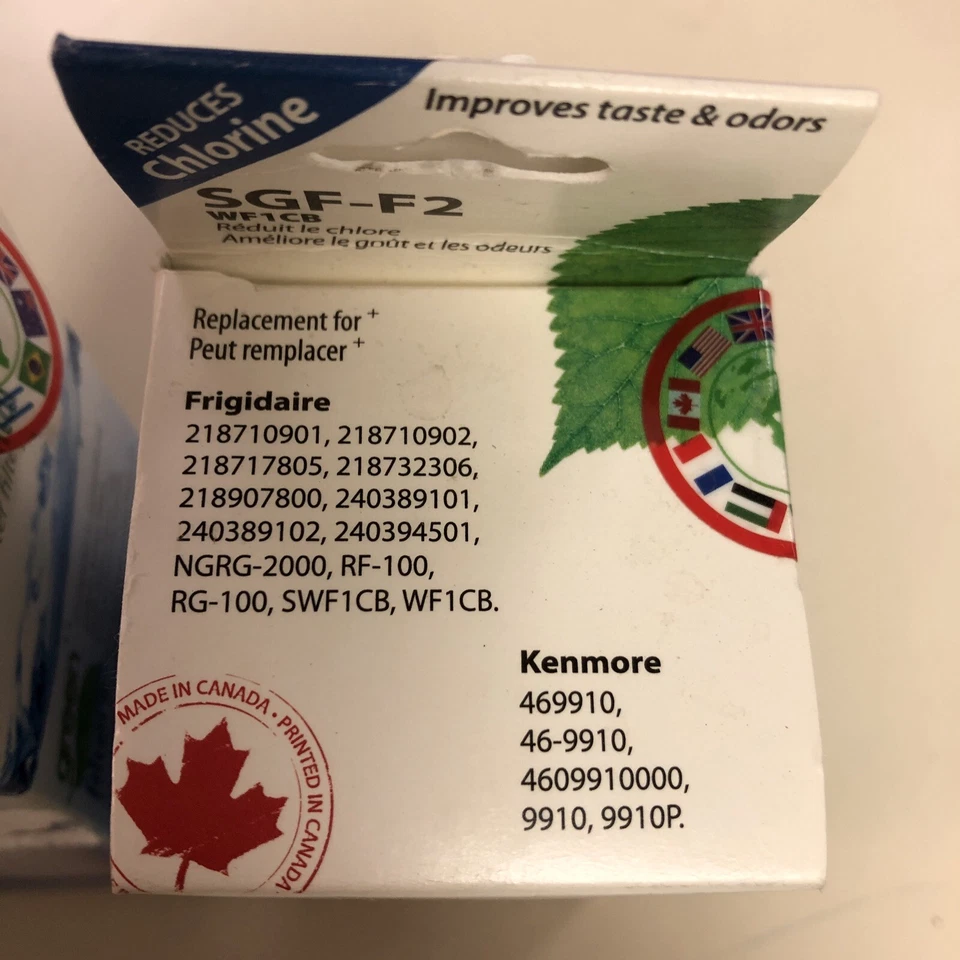 REDUCES
Chlorine
Improves taste & odors
SGF-F2
WF1CB
Réduit le chlore
Améliore le goût et les odeurs
Replacement for +
Peut remplacer +
Frigidaire
218710901, 218710902,
218717805, 218732306,
218907800, 240389101,
240389102, 240394501,
NGRG-2000, RF-100,
RG-100, SWF1CB, WF1CB.
Kenmore
469910,
46-9910,
4609910000,
9910, 9910P.
MADE IN CANADA • PRINTED IN CANADA